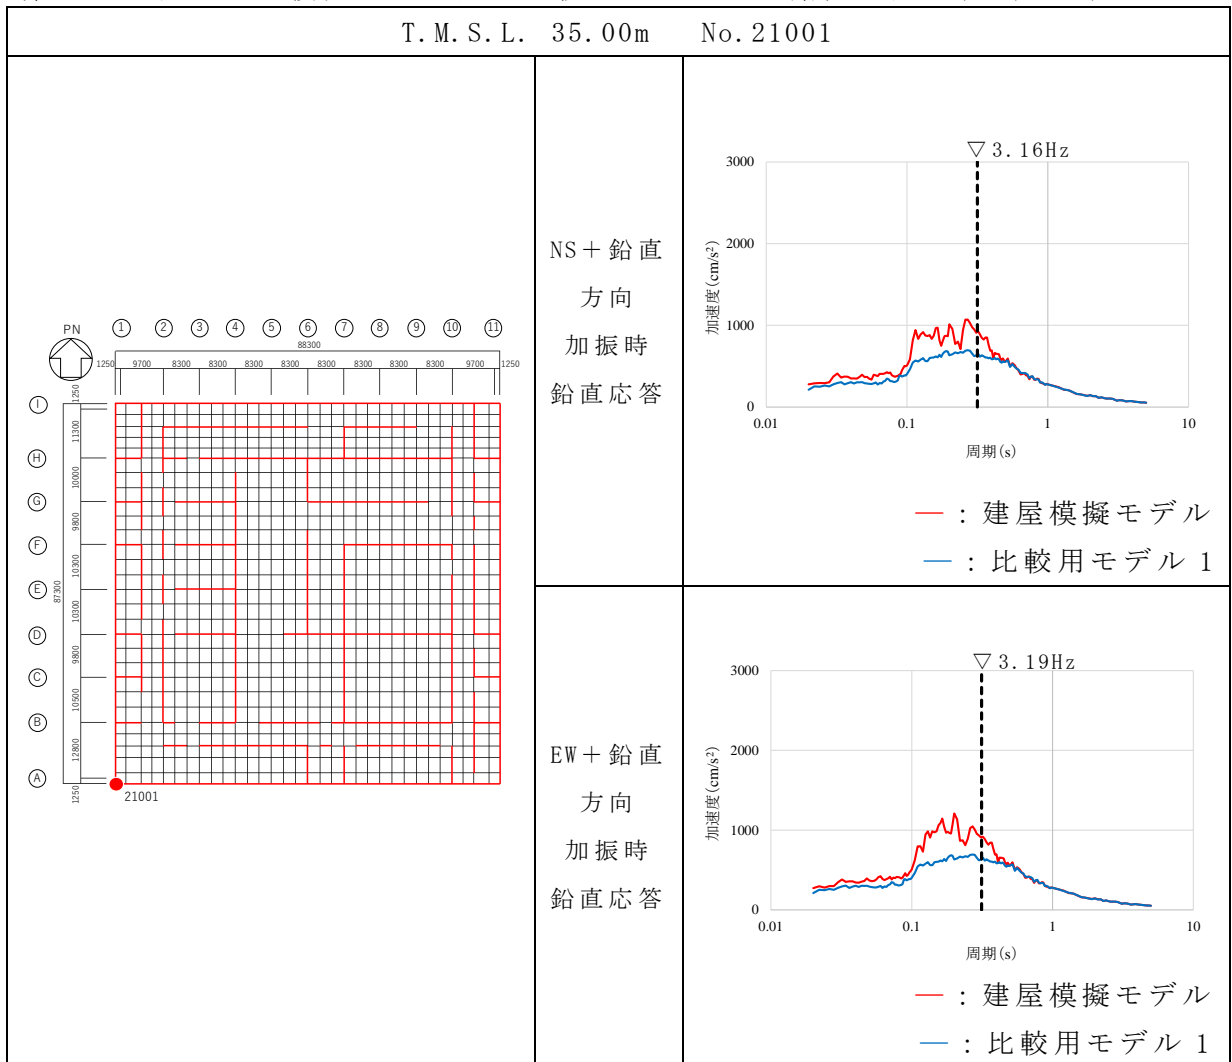 T.M.S.L. 35.00m No.21001
PN
1 2 3 4 5 6 7 8 9 10 11
88300
1250 9700 8300 8300 8300 8300 8300 8300 8300 8300 9700 1250
I
H
G
F
E
D
C
B
A
1250
11300
10000
9800
10300
10300
9800
10500
12800
1250
87300
21001
NS+鉛直
方向
加振時
鉛直応答
▽3.16Hz
加速度(cm/s²)
3000
2000
1000
0
0.01 0.1 1 10
周期(s)
―:建屋模擬モデル
―:比較用モデル1
EW+鉛直
方向
加振時
鉛直応答
▽3.19Hz
加速度(cm/s²)
3000
2000
1000
0
0.01 0.1 1 10
周期(s)
―:建屋模擬モデル
―:比較用モデル1